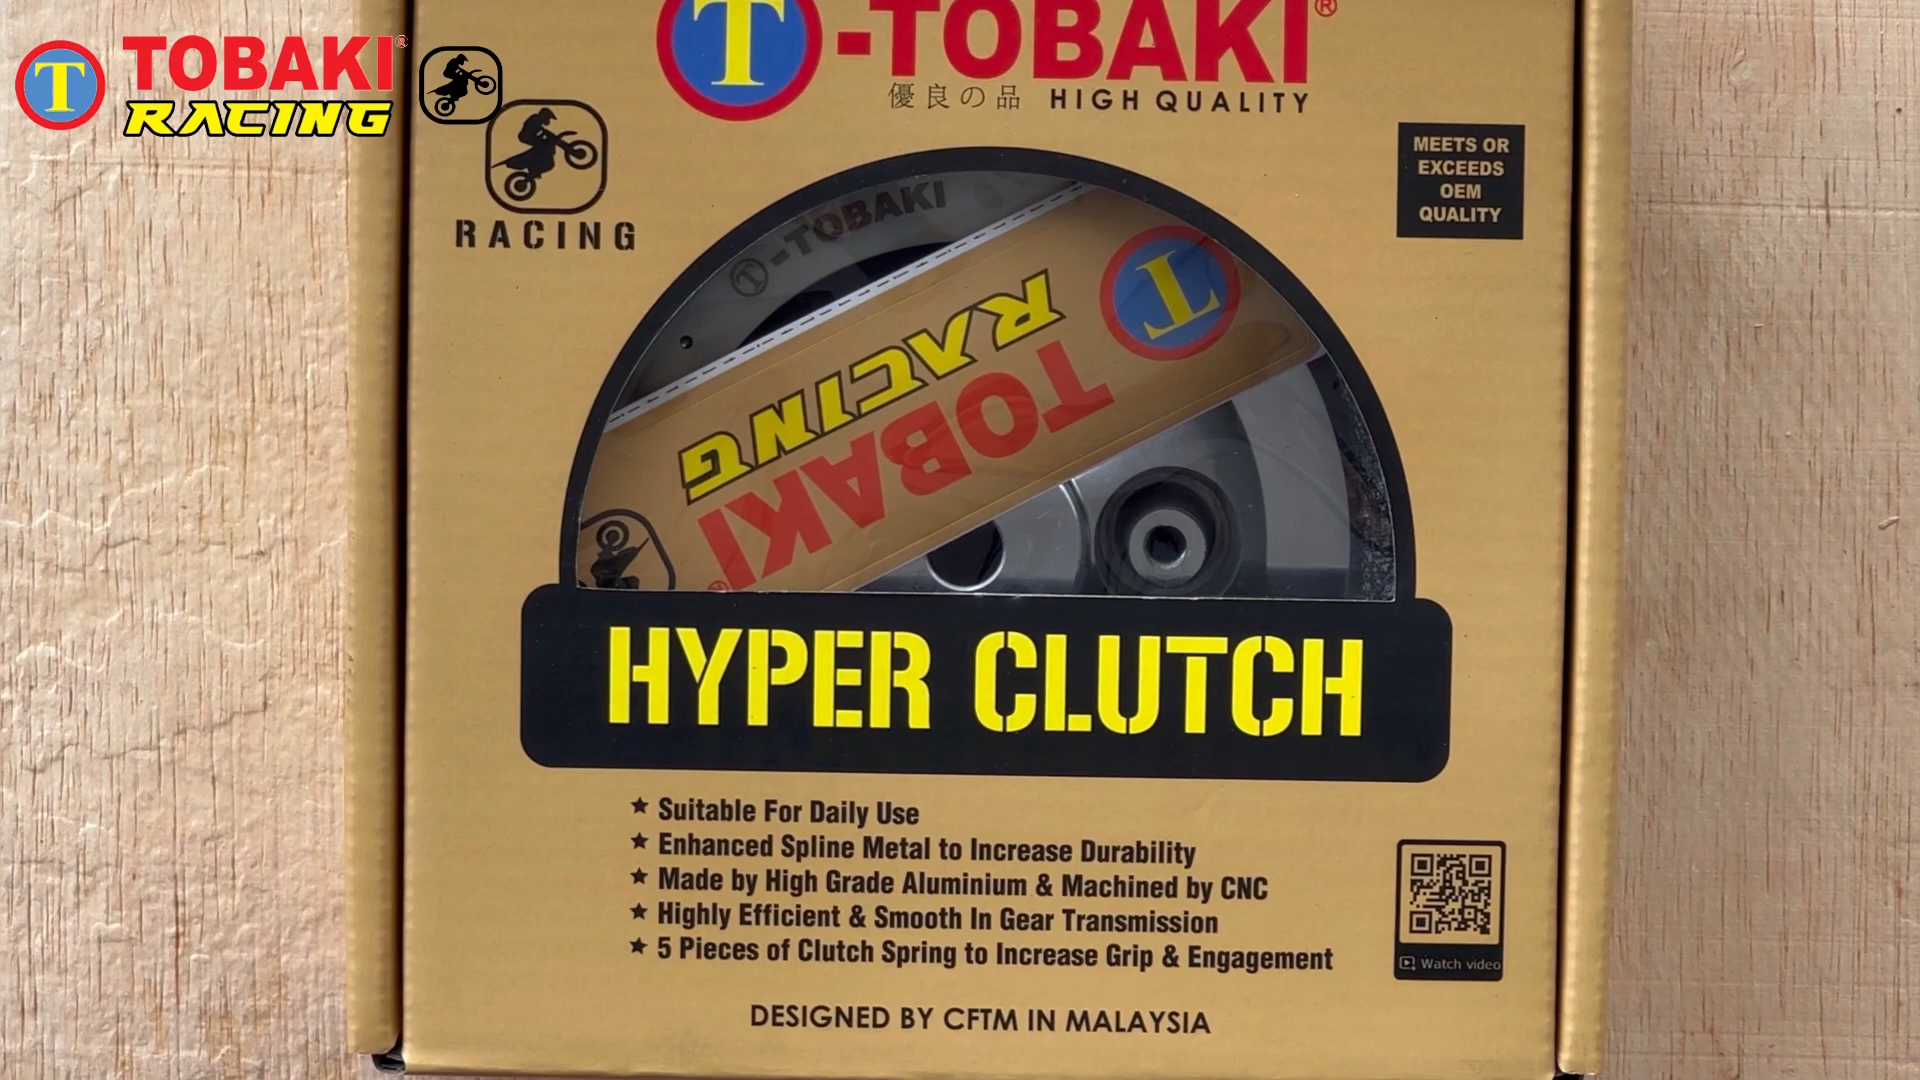 T TOBAKI®
RACING
T-TOBAKI®
優良の品 HIGH QUALITY
RACING
MEETS OR
EXCEEDS
OEM
QUALITY
T-TOBAKI
T
TOBAKI®
RACING
HYPER CLUTCH
★ Suitable For Daily Use
★ Enhanced Spline Metal to Increase Durability
★ Made by High Grade Aluminium & Machined by CNC
★ Highly Efficient & Smooth In Gear Transmission
★ 5 Pieces of Clutch Spring to Increase Grip & Engagement
Watch video
DESIGNED BY CFTM IN MALAYSIA